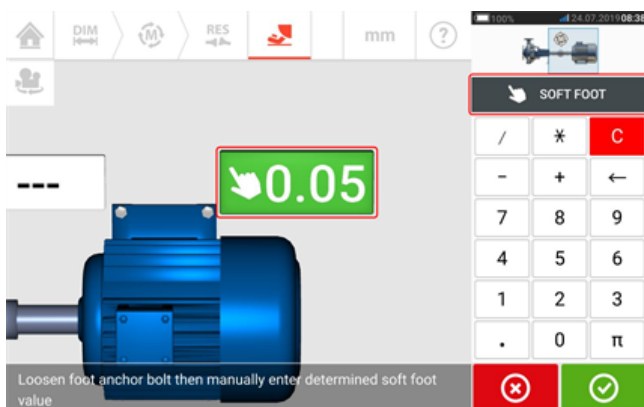 DIM
M
RES
mm
?
100%
24.07.2019 08:38
SOFT FOOT
---
0.05
/ * C
- + ←
7 8 9
4 5 6
1 2 3
. 0 π
Loosen foot anchor bolt then manually enter determined soft foot
value